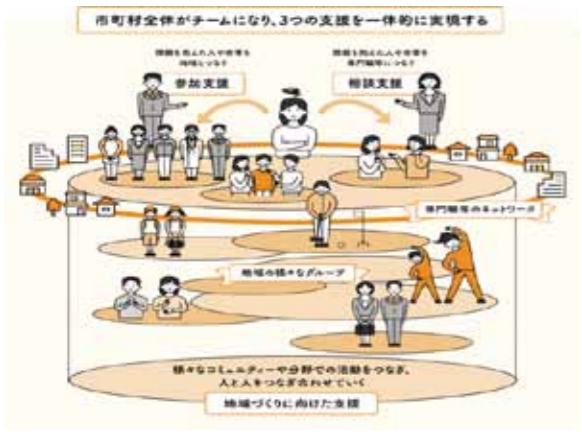 市町村全体がチームになり、3つの支援を一体的に実現する
問題を抱えた人や世帯を
地域とつなぐ
参加支援
問題を抱えた人や世帯を
専門職等につなぐ
相談支援
専門職等のネットワーク
地域の様々なグループ
様々なコミュニティーや分野での活動をつなぎ、
人と人をつなぎ合わせていく
地域づくりに向けた支援